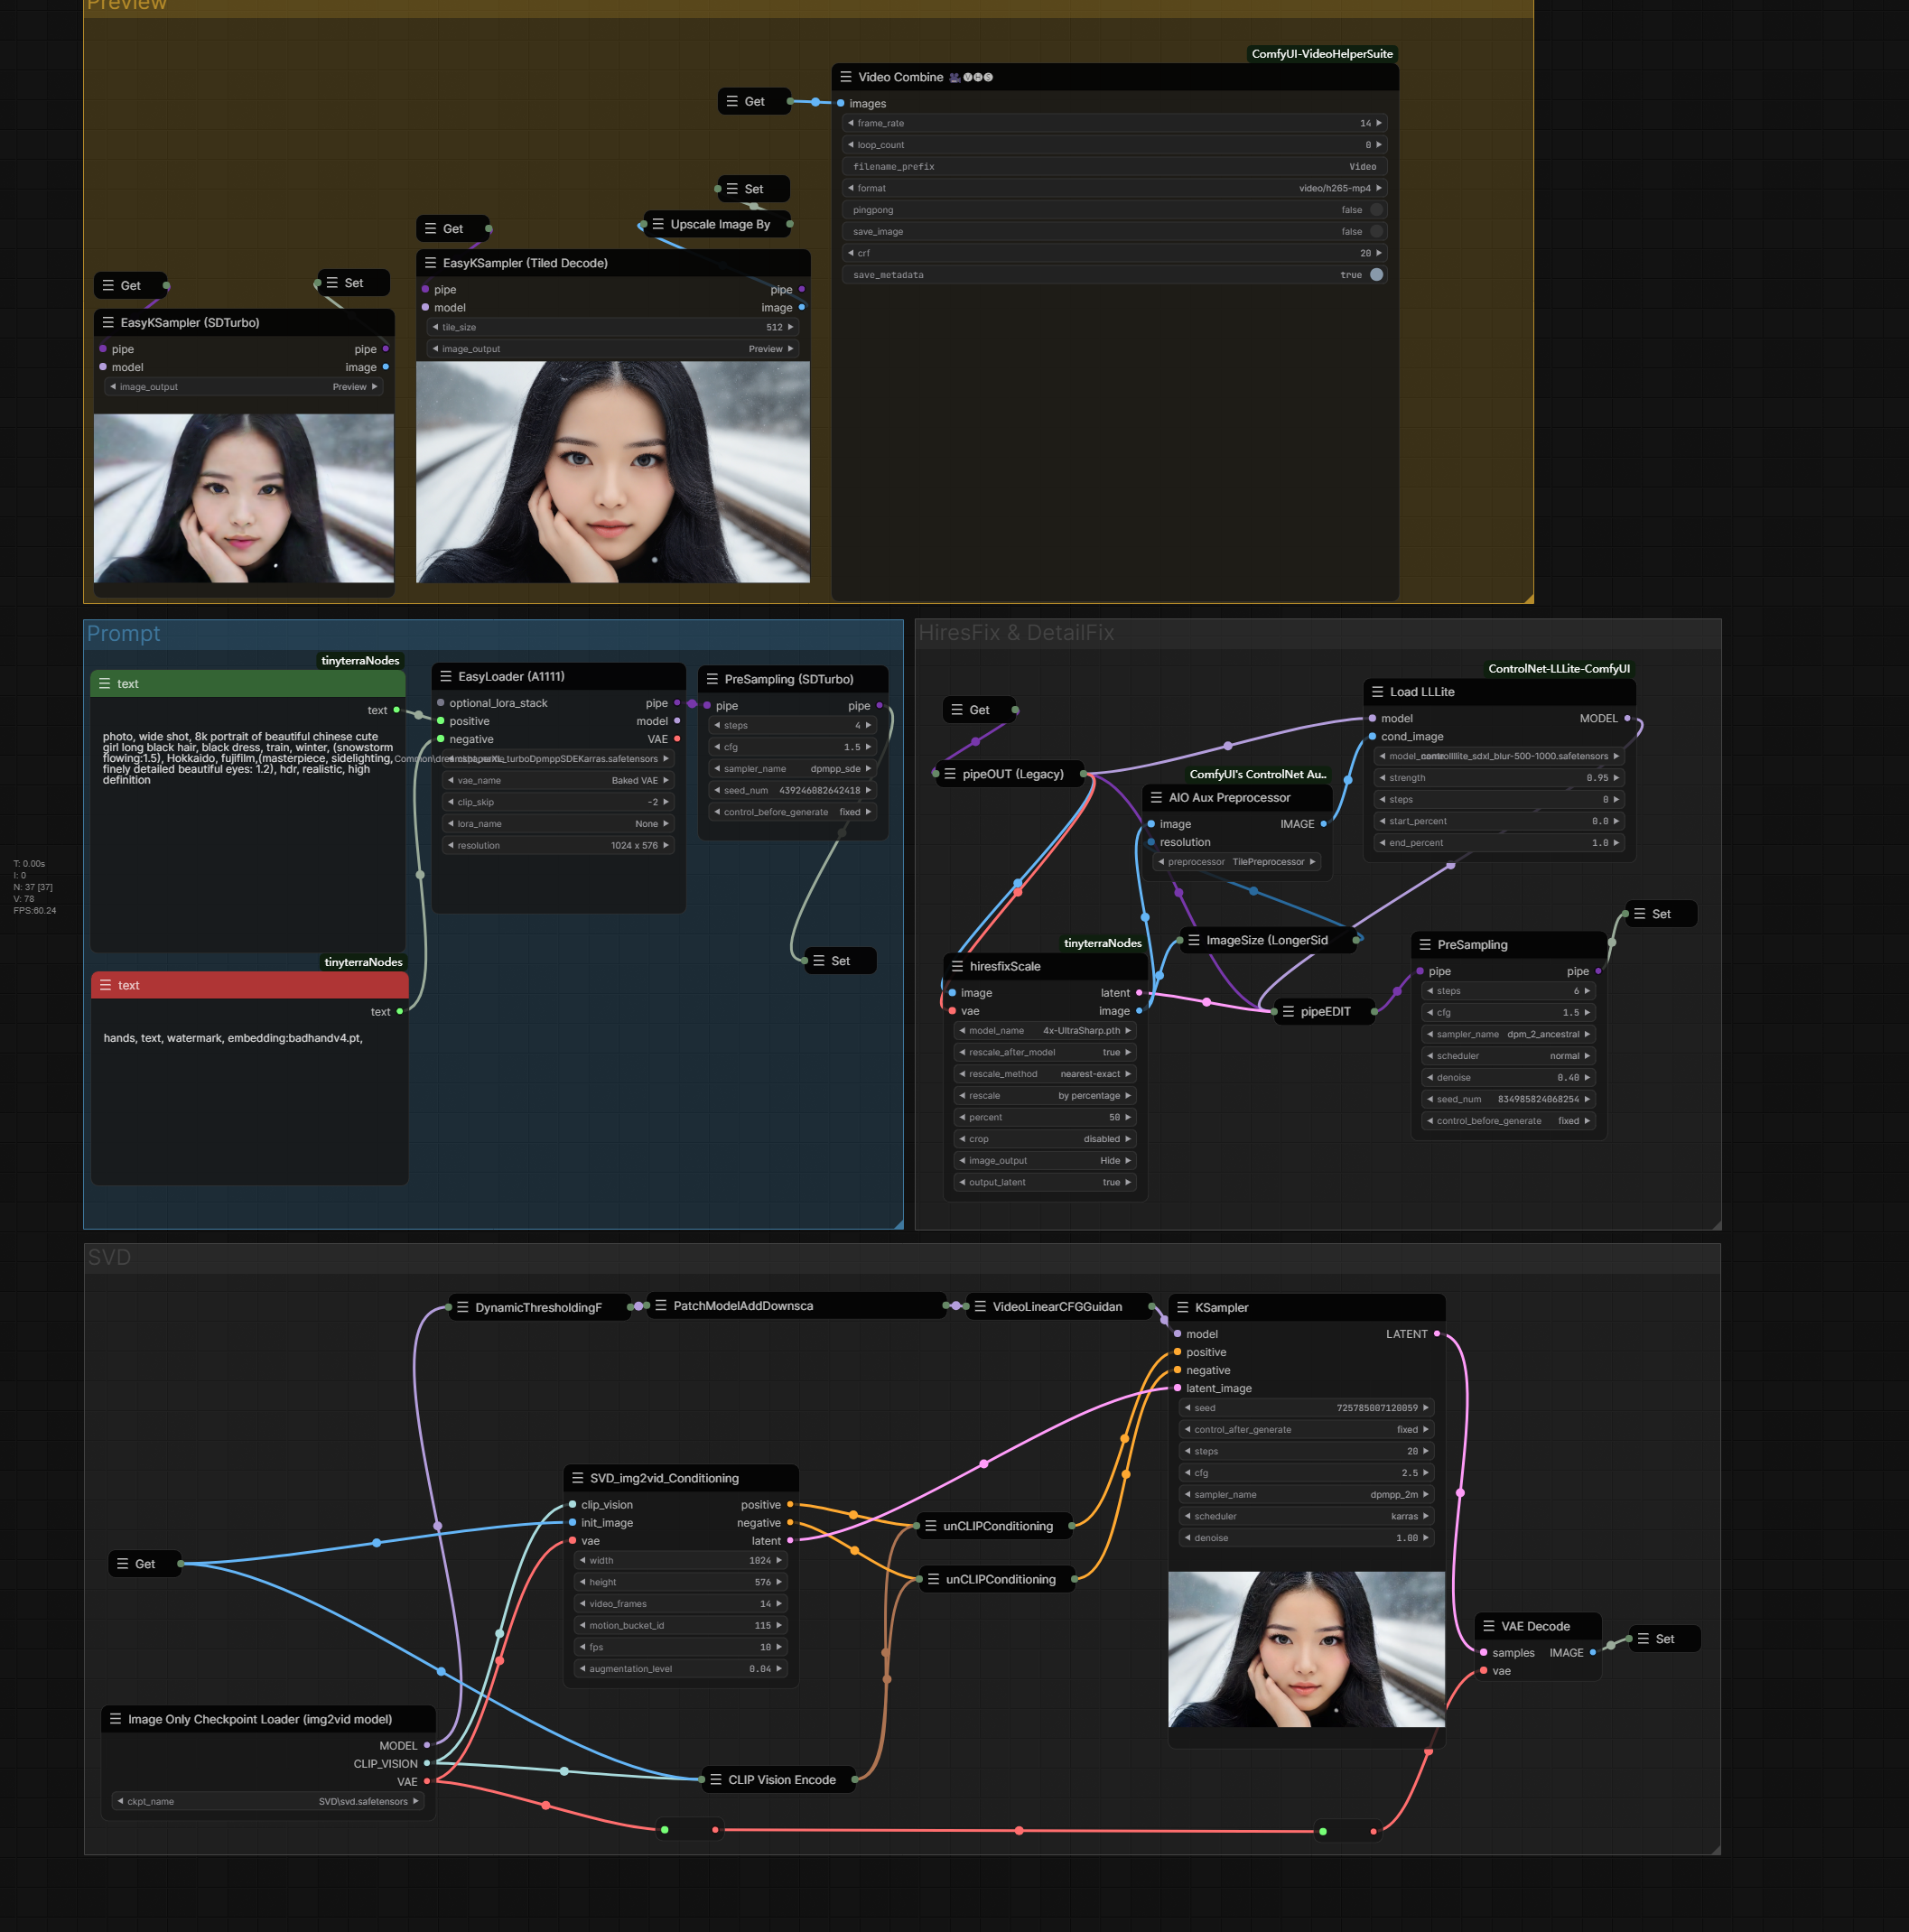 Preview
ComfyUI-VideoHelperSuite
Video Combine
images
frame_rate 14
loop_count 0
filename_prefix Video
format video/h265-mp4
pingpong false
save_image false
crf 20
save_metadata true
Get
Set
Upscale Image By
Get
EasyKSampler (Tiled Decode)
pipe pipe
model image
tile_size 512
image_output Preview
Get
Set
EasyKSampler (SDTurbo)
pipe pipe
model image
image_output Preview
Prompt
tinyterraNodes
text
text
photo, wide shot, 8k portrait of beautiful chinese cute
girl long black hair, black dress, train, winter, (snowstorm
flowing:1.5), Hokkaido, fujifilm,(masterpiece, sidelighting,
finely detailed beautiful eyes: 1.2), hdr, realistic, high
definition
tinyterraNodes
text
text
hands, text, watermark, embedding:badhandv4.pt,
EasyLoader (A1111)
optional_lora_stack pipe
positive model
negative VAE
turboDpmppSDEKarras.safetensors
vae_name Baked VAE
clip_skip -2
lora_name None
resolution 1024 x 576
PreSampling (SDTurbo)
pipe pipe
steps 4
cfg 1.5
sampler_name dpmpp_sde
seed_num 439246082642418
control_before_generate fixed
Set
T: 0.00s
I: 0
N: 37 [37]
V: 78
FPS:60.24
HiresFix & DetailFix
Get
pipeOUT (Legacy)
ComfyUI's ControlNet Au..
AIO Aux Preprocessor
image IMAGE
resolution
preprocessor TilePreprocessor
ControlNet-LLLite-ComfyUI
Load LLLite
model MODEL
cond_image
sdxl_blur-500-1000.safetensors
strength 0.95
steps 0
start_percent 0.0
end_percent 1.0
tinyterraNodes
hiresfixScale
image latent
vae image
model_name 4x-UltraSharp.pth
rescale_after_model true
rescale_method nearest-exact
rescale by percentage
percent 50
crop disabled
image_output Hide
output_latent true
ImageSize (LongerSid
pipeEDIT
PreSampling
pipe pipe
steps 6
cfg 1.5
sampler_name dpm_2_ancestral
scheduler normal
denoise 0.40
seed_num 834985824068254
control_before_generate fixed
Set
SVD
DynamicThresholdingF
PatchModelAddDownsca
VideoLinearCFGGuidan
KSampler
model LATENT
positive
negative
latent_image
seed 725785007120059
control_after_generate fixed
steps 20
cfg 2.5
sampler_name dpmpp_2m
scheduler karras
denoise 1.00
SVD_img2vid_Conditioning
clip_vision positive
init_image negative
vae latent
width 1024
height 576
video_frames 14
motion_bucket_id 115
fps 10
augmentation_level 0.04
unCLIPConditioning
unCLIPConditioning
Get
Image Only Checkpoint Loader (img2vid model)
MODEL
CLIP_VISION
VAE
ckpt_name SVD\svd.safetensors
CLIP Vision Encode
VAE Decode
samples IMAGE
vae
Set